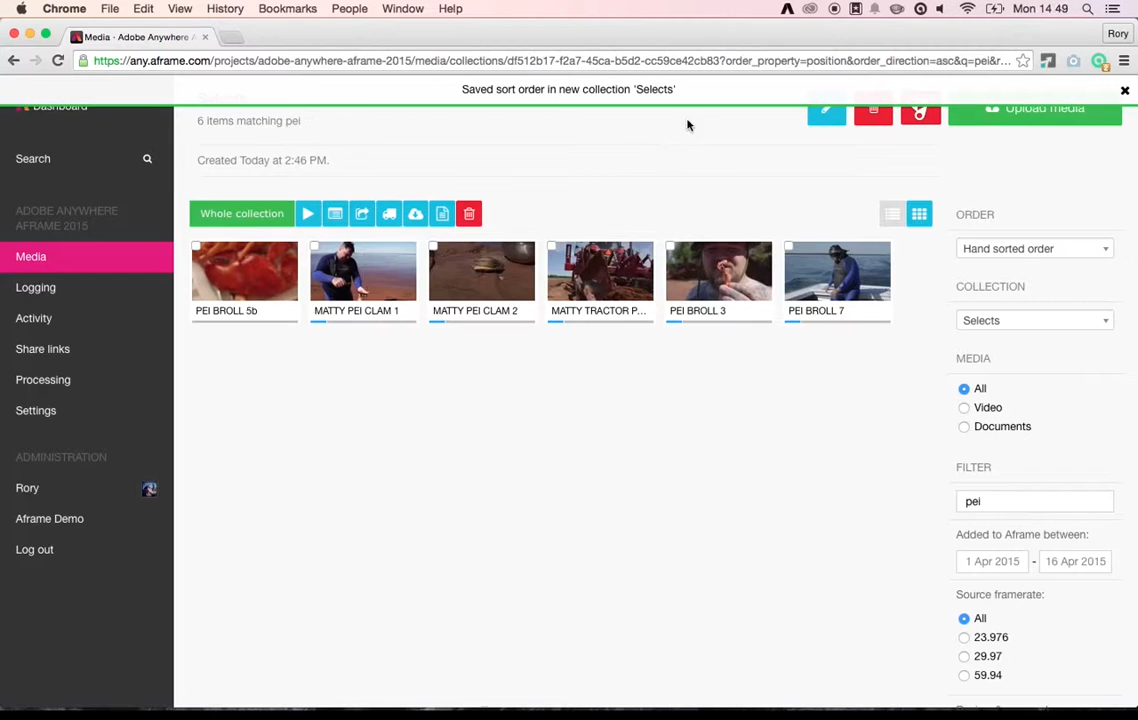 Chrome File Edit View History Bookmarks People Window Help Mon 14 49
Media · Adobe Anywhere Rory
https://any.aframe.com/projects/adobe-anywhere-aframe-2015/media/collections/df512b17-f2a7-45ca-b5d2-cc59ce42cb83?order_property=position&order_direction=asc&q=pei&r...
Saved sort order in new collection 'Selects'
Dashboard
Upload media
6 items matching pei
Search
Created Today at 2:46 PM.
ADOBE ANYWHERE
AFRAME 2015
Media
Logging
Activity
Share links
Processing
Settings
ADMINISTRATION
Rory
Aframe Demo
Log out
Whole collection
PEI BROLL 5b
MATTY PEI CLAM 1
MATTY PEI CLAM 2
MATTY TRACTOR P...
PEI BROLL 3
PEI BROLL 7
ORDER
Hand sorted order
COLLECTION
Selects
MEDIA
All
Video
Documents
FILTER
pei
Added to Aframe between:
1 Apr 2015 - 16 Apr 2015
Source framerate:
All
23.976
29.97
59.94